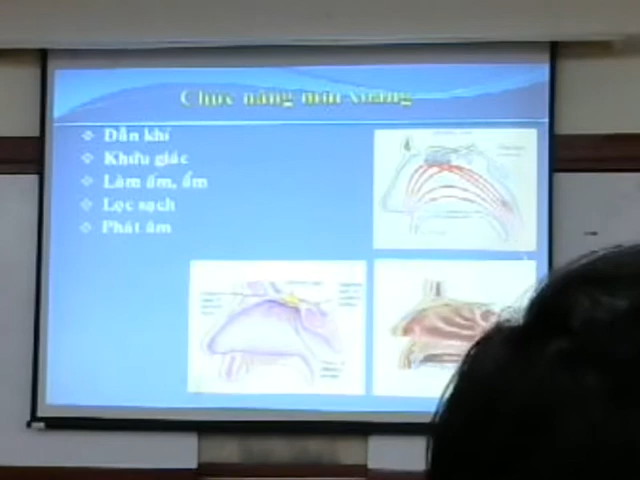 Chức năng mũi xoang
Dẫn khí
Khứu giác
Làm ấm, ẩm
Lọc sạch
Phát âm